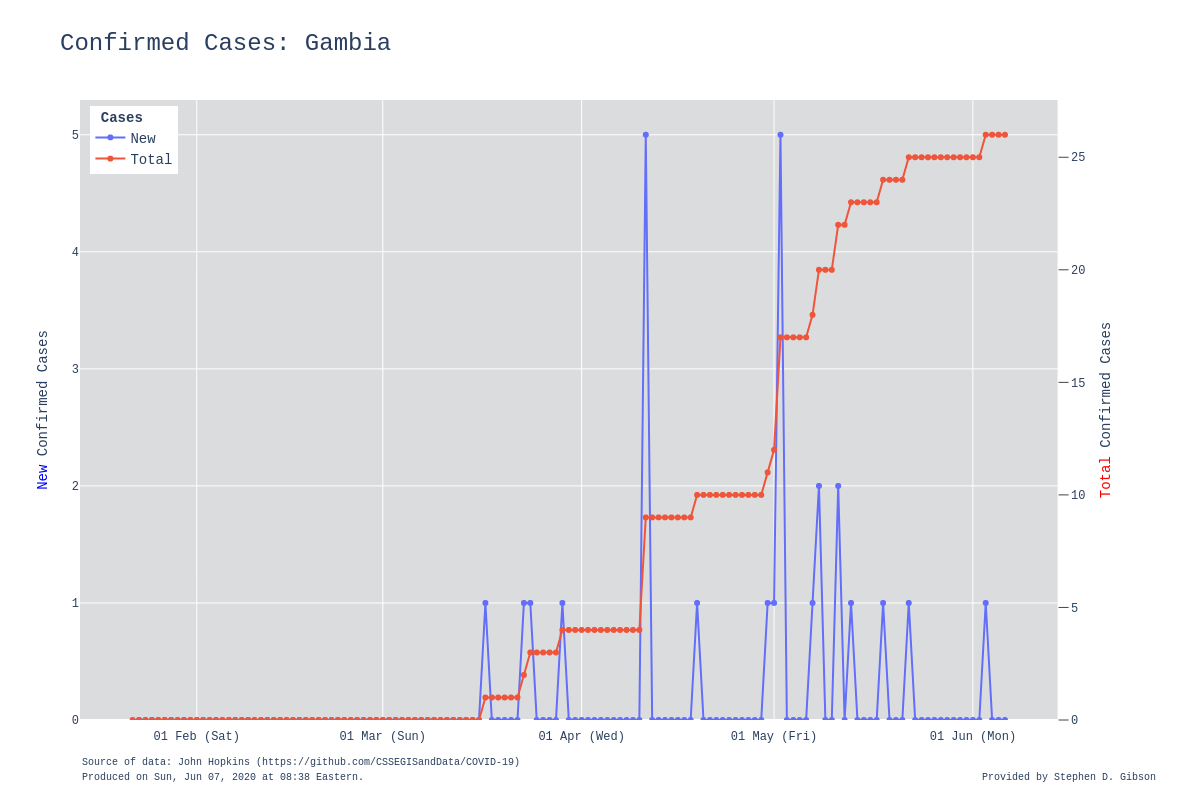 Confirmed Cases: Gambia
Cases
New
Total
5
4
3
2
1
0
25
20
15
10
5
0
New Confirmed Cases
Total Confirmed Cases
01 Feb (Sat)
01 Mar (Sun)
01 Apr (Wed)
01 May (Fri)
01 Jun (Mon)
Source of data: John Hopkins (https://github.com/CSSEGISandData/COVID-19)
Produced on Sun, Jun 07, 2020 at 08:38 Eastern.
Provided by Stephen D. Gibson